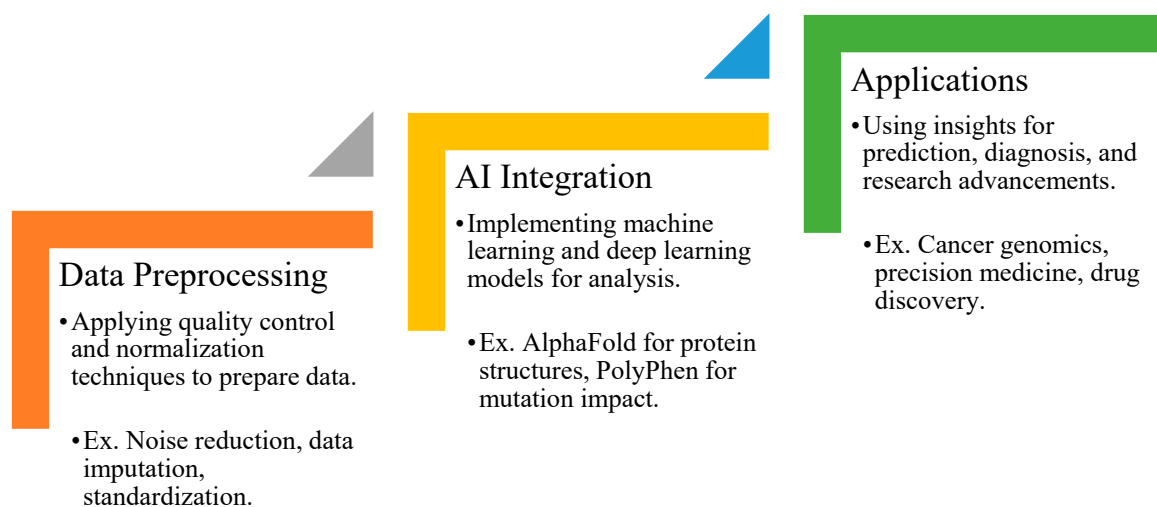 Data Preprocessing
•Applying quality control
and normalization
techniques to prepare data.
•Ex. Noise reduction, data
imputation,
standardization.
AI Integration
•Implementing machine
learning and deep learning
models for analysis.
•Ex. AlphaFold for protein
structures, PolyPhen for
mutation impact.
Applications
•Using insights for
prediction, diagnosis, and
research advancements.
•Ex. Cancer genomics,
precision medicine, drug
discovery.